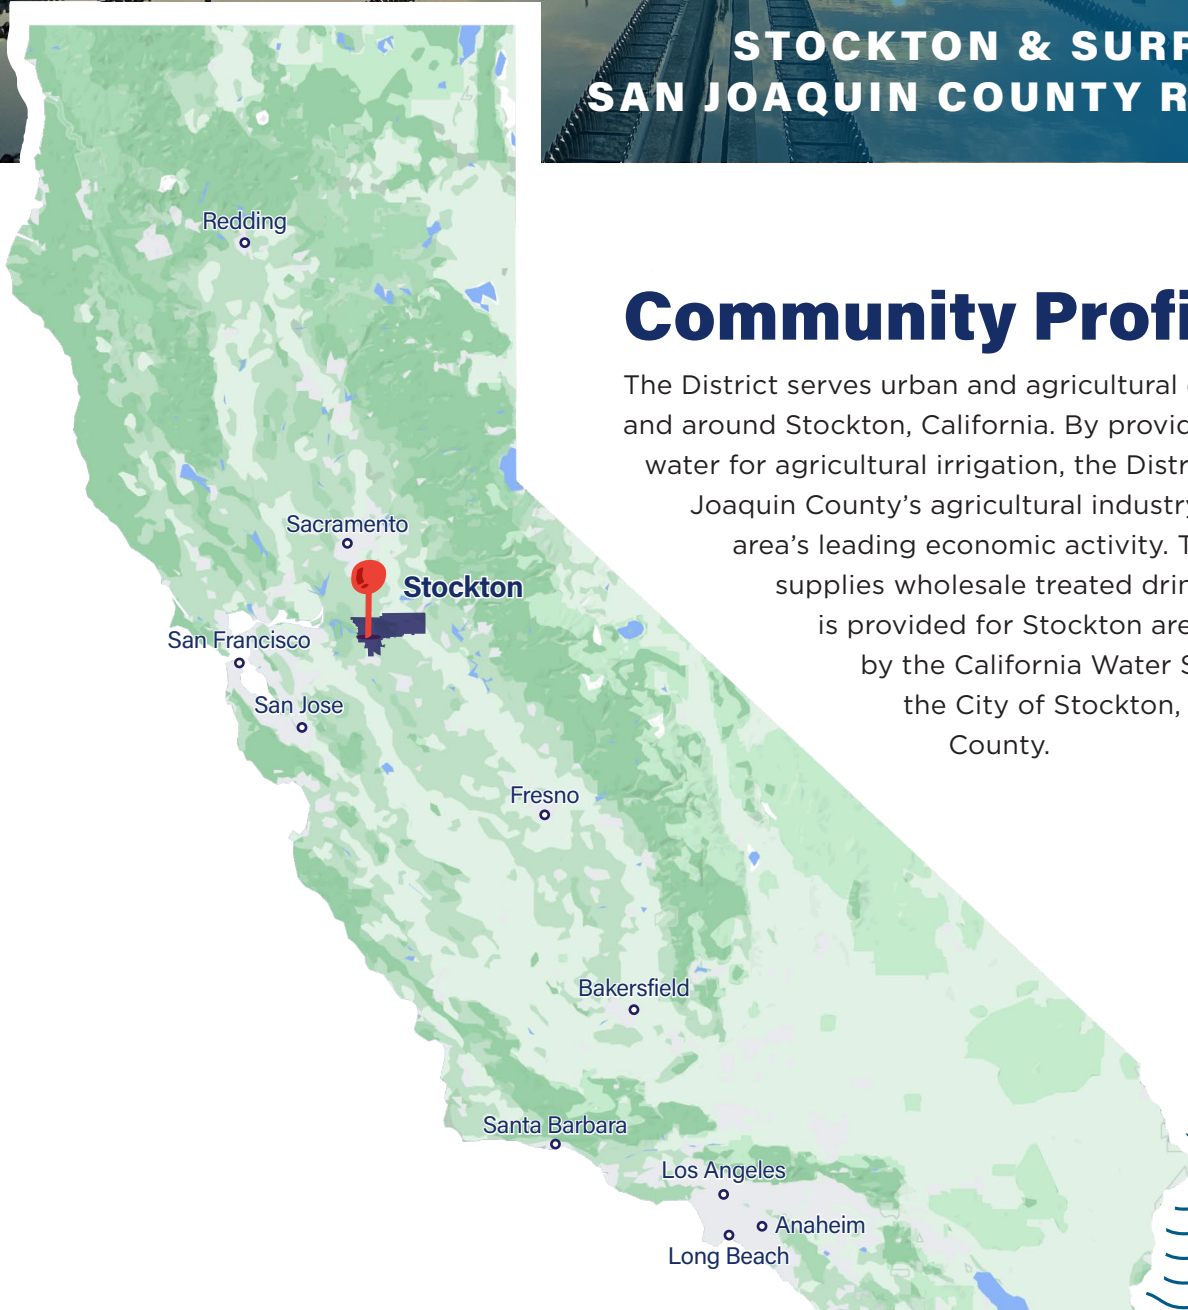 STOCKTON & SURR
SAN JOAQUIN COUNTY R
Redding
Community Profi
The District serves urban and agricultural
and around Stockton, California. By provid
water for agricultural irrigation, the Distr
Joaquin County's agricultural industry
area's leading economic activity. T
supplies wholesale treated drin
is provided for Stockton are
by the California Water S
the City of Stockton,
County.
Sacramento
Stockton
San Francisco
San Jose
Fresno
Bakersfield
Santa Barbara
Los Angeles
Anaheim
Long Beach